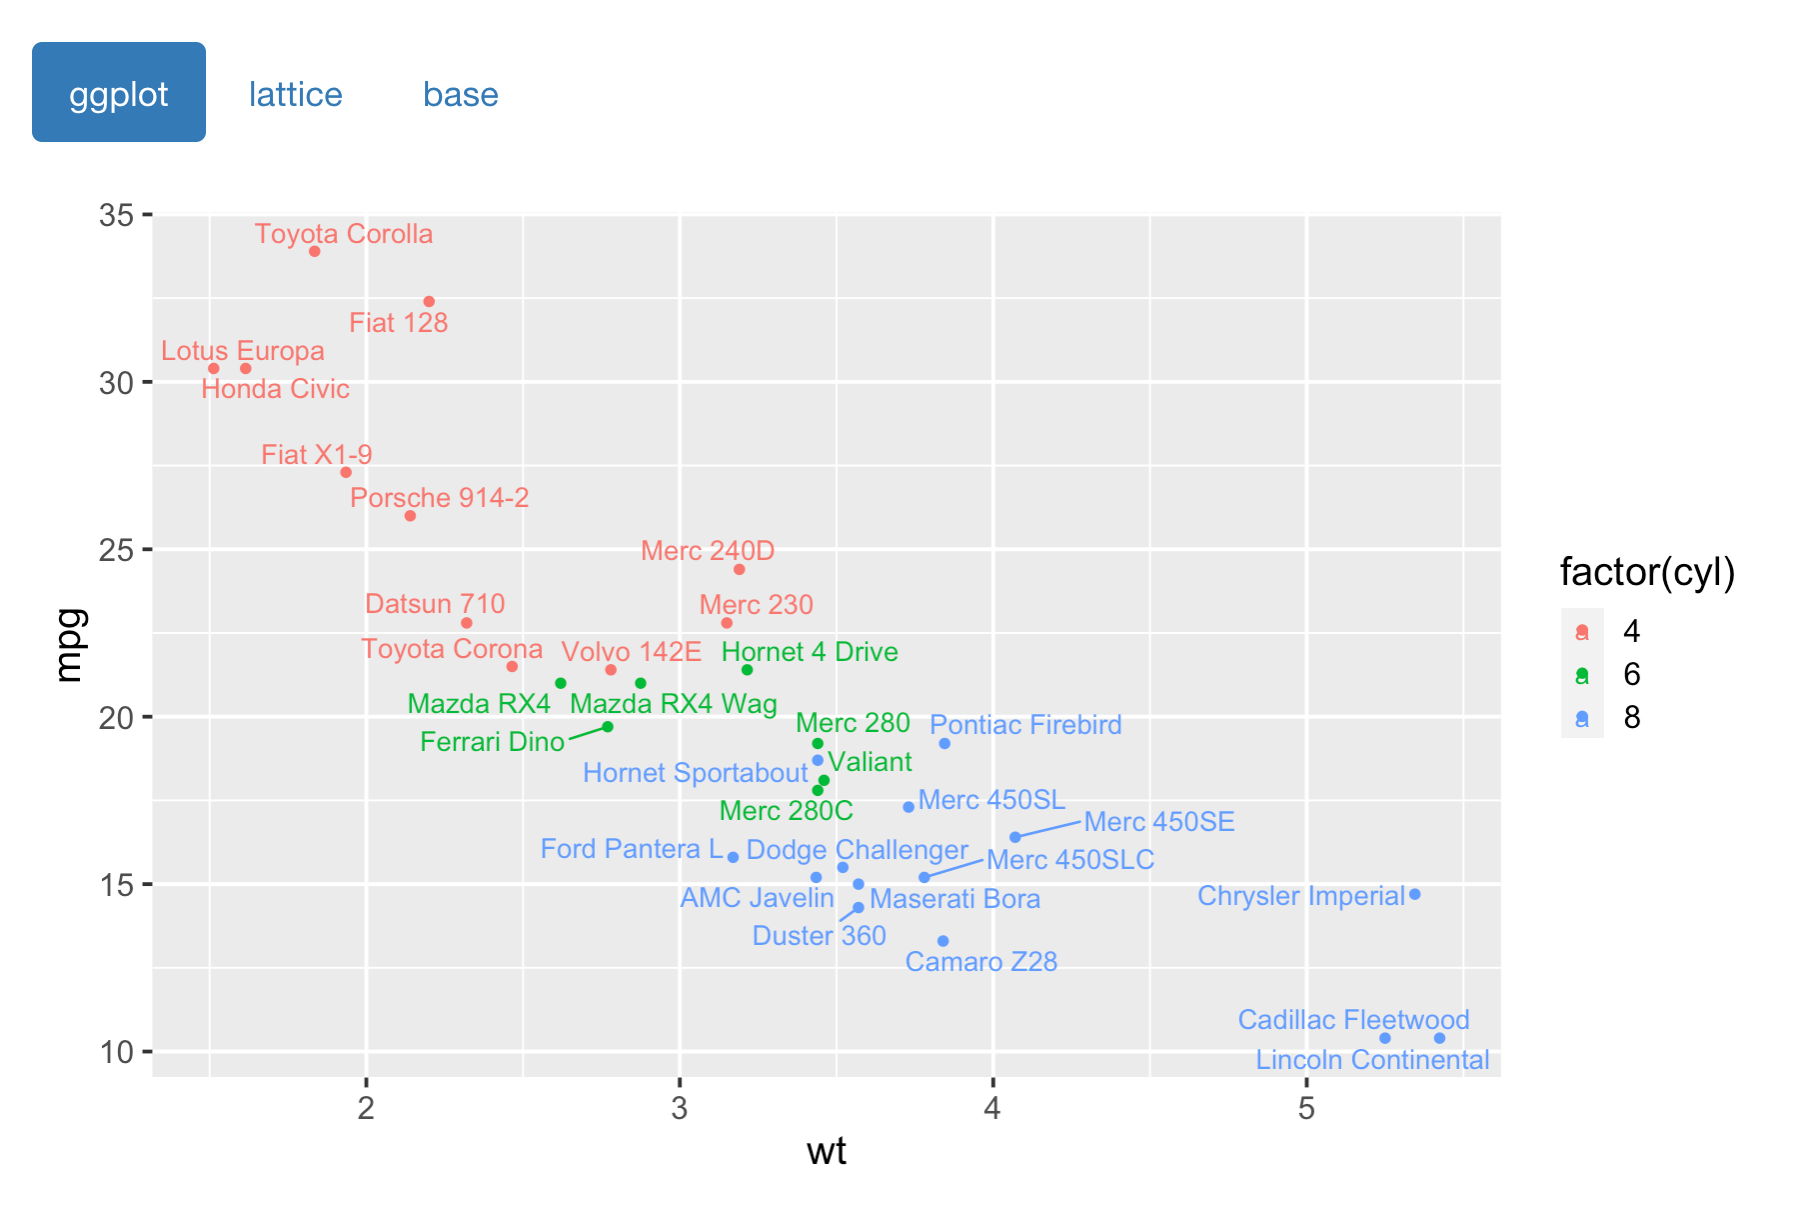 ggplot lattice base
35
Toyota Corolla
Fiat 128
Lotus Europa
30
Honda Civic
Fiat X1-9
Porsche 914-2
25
Merc 240D
factor(cyl)
Datsun 710
Merc 230
a 4
mpg
Toyota Corona
Volvo 142E
Hornet 4 Drive
a 6
Mazda RX4
Mazda RX4 Wag
20
Merc 280
Pontiac Firebird
a 8
Ferrari Dino
Valiant
Hornet Sportabout
Merc 450SL
Merc 280C
Merc 450SE
Ford Pantera L
Dodge Challenger
Merc 450SLC
15
AMC Javelin
Maserati Bora
Chrysler Imperial
Duster 360
Camaro Z28
Cadillac Fleetwood
10
Lincoln Continental
2 3 4 5
wt